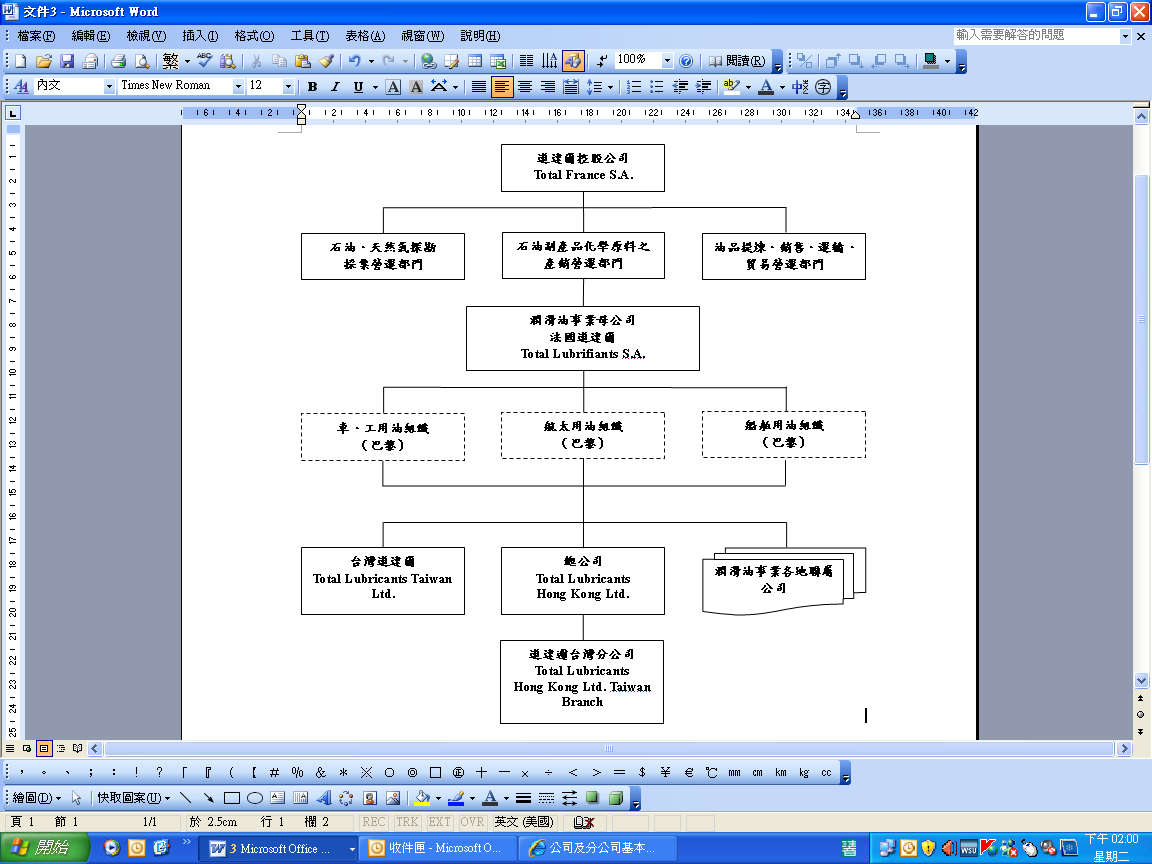 文件3 - Microsoft Word
檔案(F) 編輯(E) 檢視(V) 插入(I) 格式(O) 工具(T) 表格(A) 視窗(W) 說明(H)
輸入需要解答的問題
繁 100% 閱讀(R)
內文 Times New Roman 12 B I U A A
道達爾控股公司
Total France S.A.
石油、天然氣探勘
採業營運部門
石油副產品化學原料之
產銷營運部門
油品提煉、銷售、運輸、
貿易營運部門
潤滑油事業母公司
法國道達爾
Total Lubrifiants S.A.
車、工用油組織
（巴黎）
航太用油組織
（巴黎）
船舶用油組織
（巴黎）
台灣道達爾
Total Lubricants Taiwan
Ltd.
鮑公司
Total Lubricants
Hong Kong Ltd.
潤滑油事業各地聯屬
公司
道達邇台灣分公司
Total Lubricants
Hong Kong Ltd. Taiwan
Branch
， 。 、 ； ： ！ ？ 「 『 （ 【 # % & * ※ ○ ◎ □ ㊣ ＋ － × ÷ ＜ ＞ ＝ $ ￥ € ℃ mm cm km kg cc
繪圖(D) 快取圖案(U)
頁 1 節 1 1/1 於 2.5cm 行 1 欄 2 REC TRK EXT OVR 英文 (美國)
開始
3 Microsoft Office ...
收件匣 - Microsoft O...
公司及分公司基本...
下午 02:00
星期二